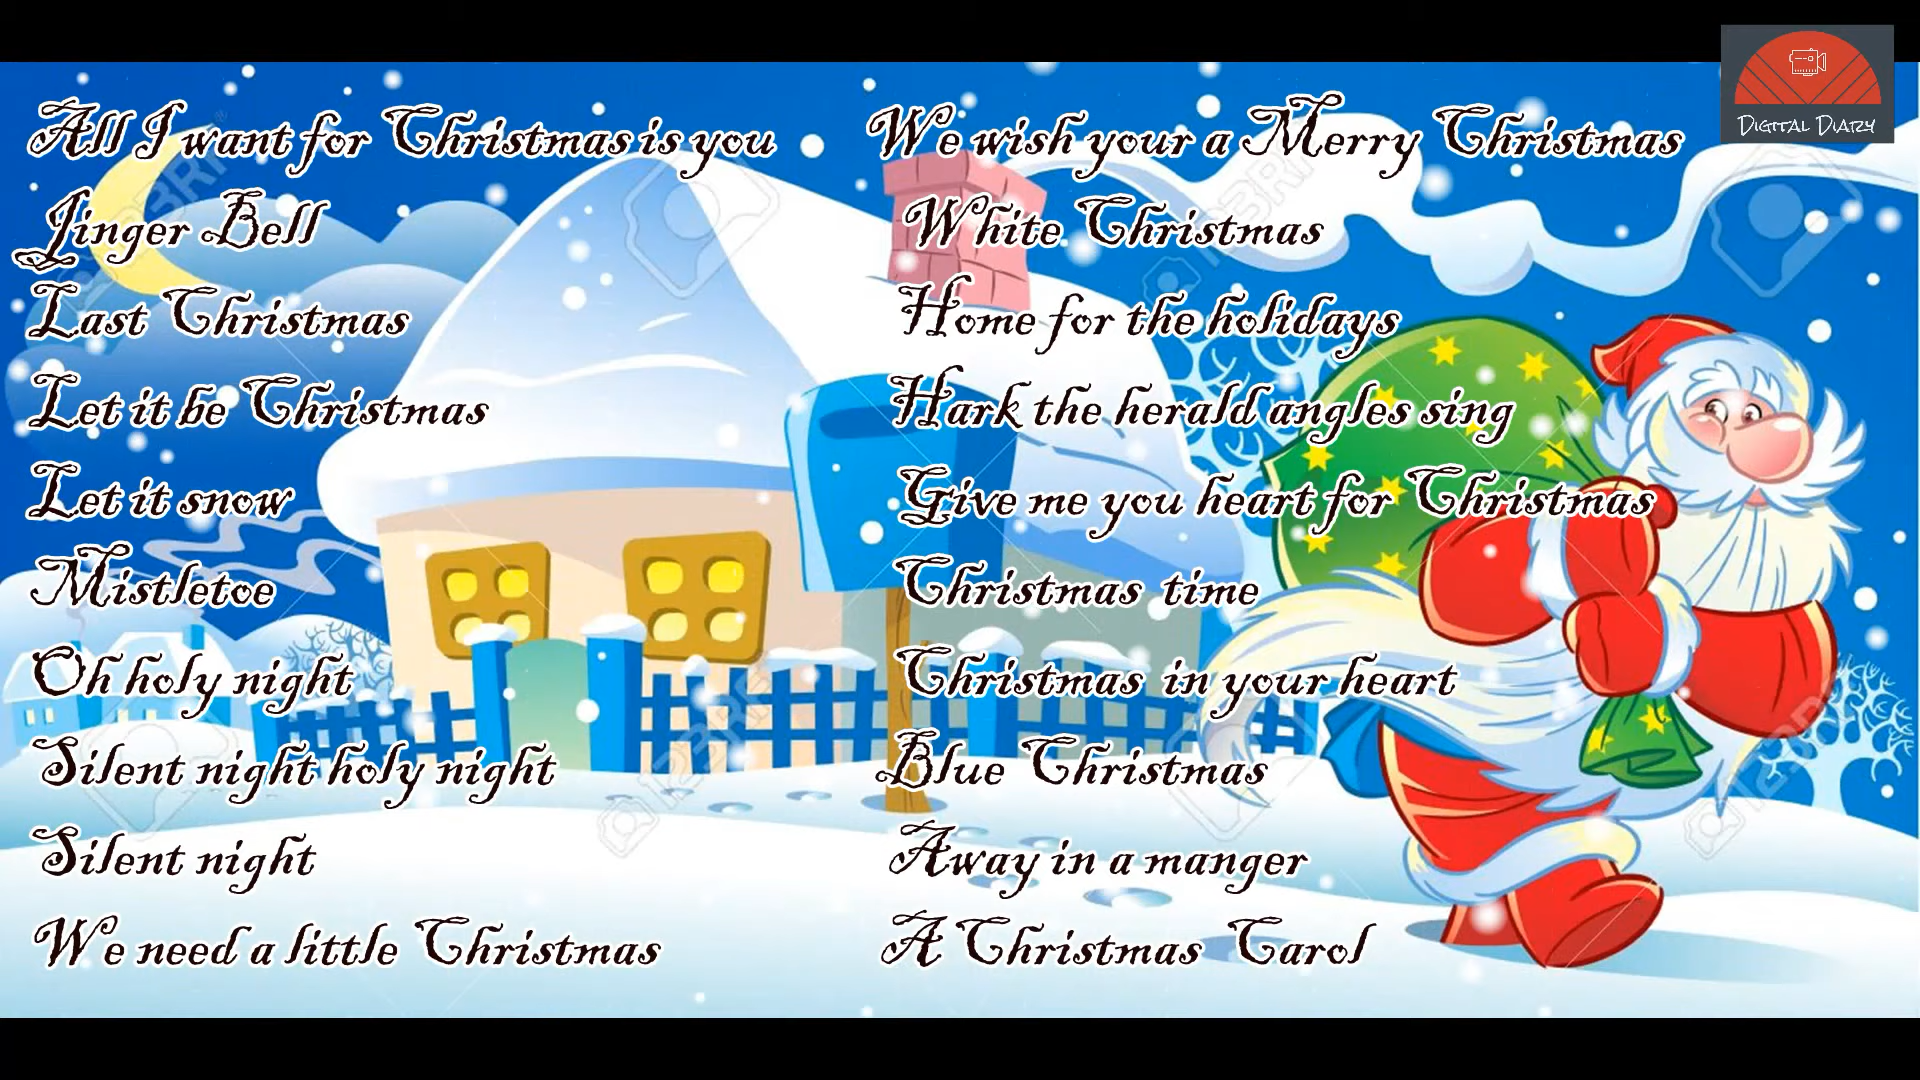 All I want for Christmas is you
Jinger Bell
Last Christmas
Let it be Christmas
Let it snow
Mistletoe
Oh holy night
Silent night holy night
Silent night
We need a little Christmas
We wish your a Merry Christmas
White Christmas
Home for the holidays
Hark the herald angles sing
Give me you heart for Christmas
Christmas time
Christmas in your heart
Blue Christmas
Away in a manger
A Christmas Carol
DIGITAL DIARY
123RF